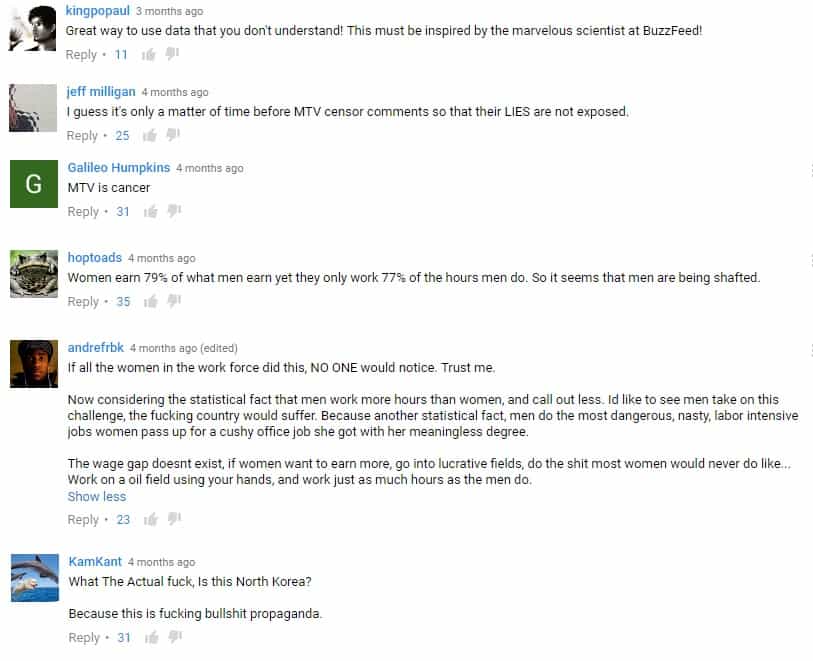 kingpopaul 3 months ago
Great way to use data that you don't understand! This must be inspired by the marvelous scientist at BuzzFeed!
Reply • 11
jeff milligan 4 months ago
I guess it's only a matter of time before MTV censor comments so that their LIES are not exposed.
Reply • 25
G
Galileo Humpkins 4 months ago
MTV is cancer
Reply • 31
hoptoads 4 months ago
Women earn 79% of what men earn yet they only work 77% of the hours men do. So it seems that men are being shafted.
Reply • 35
andrefrbk 4 months ago (edited)
If all the women in the work force did this, NO ONE would notice. Trust me.
Now considering the statistical fact that men work more hours than women, and call out less. Id like to see men take on this
challenge, the fucking country would suffer. Because another statistical fact, men do the most dangerous, nasty, labor intensive
jobs women pass up for a cushy office job she got with her meaningless degree.
The wage gap doesnt exist, if women want to earn more, go into lucrative fields, do the shit most women would never do like...
Work on a oil field using your hands, and work just as much hours as the men do.
Show less
Reply • 23
KamKant 4 months ago
What The Actual fuck, Is this North Korea?
Because this is fucking bullshit propaganda.
Reply • 31